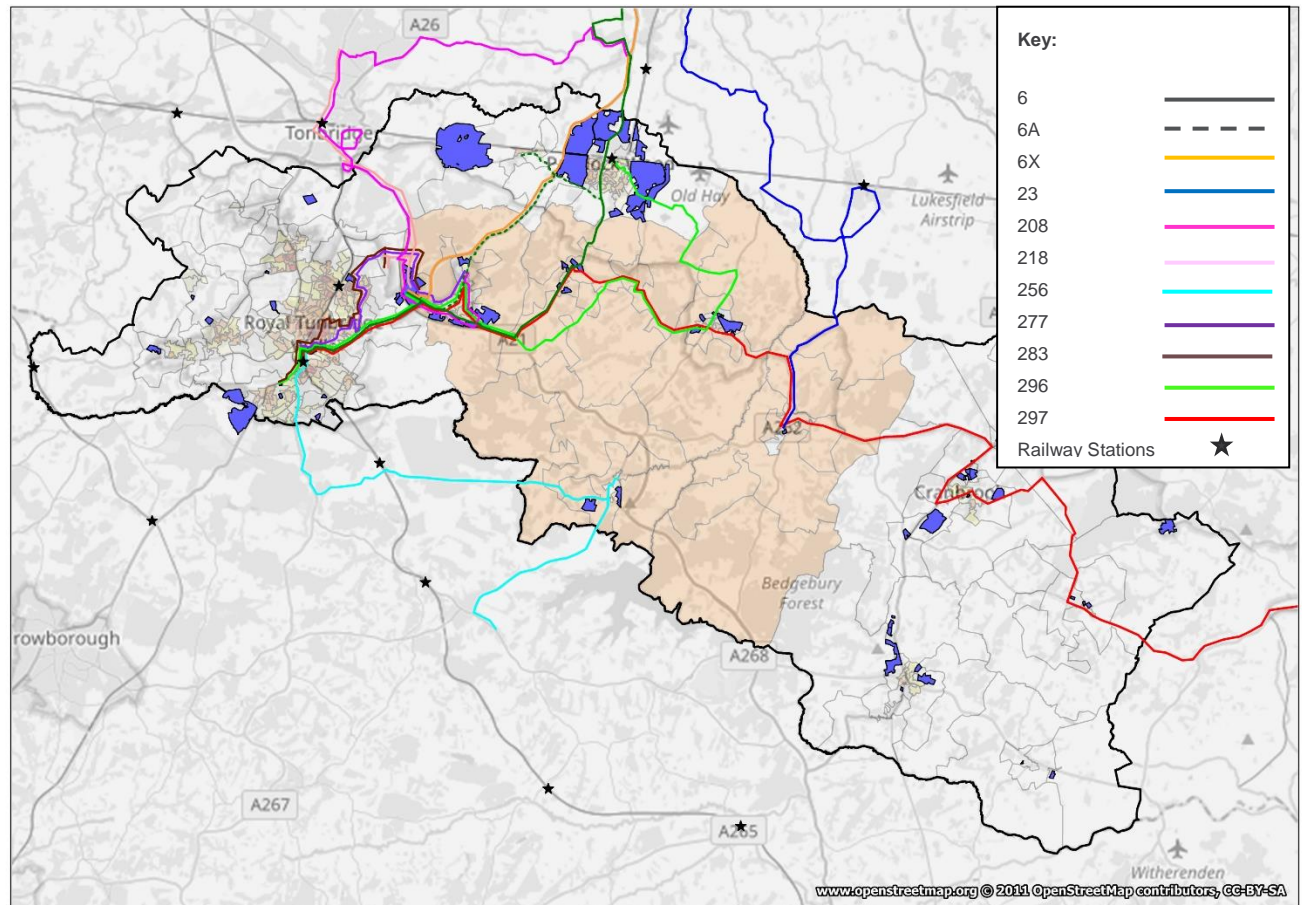 A26
Key:
6
6A
6X
23
208
218
256
277
283
296
297
Railway Stations
Tonbridge
Old Hay
Lukesfield
Airstrip
Royal
A21
A262
Cranbrook
Bedgebury
Forest
rowborough
A268
A267
A265
Witherenden
www.openstreetmap.org © 2011 OpenStreetMap contributors, CC-BY-SA